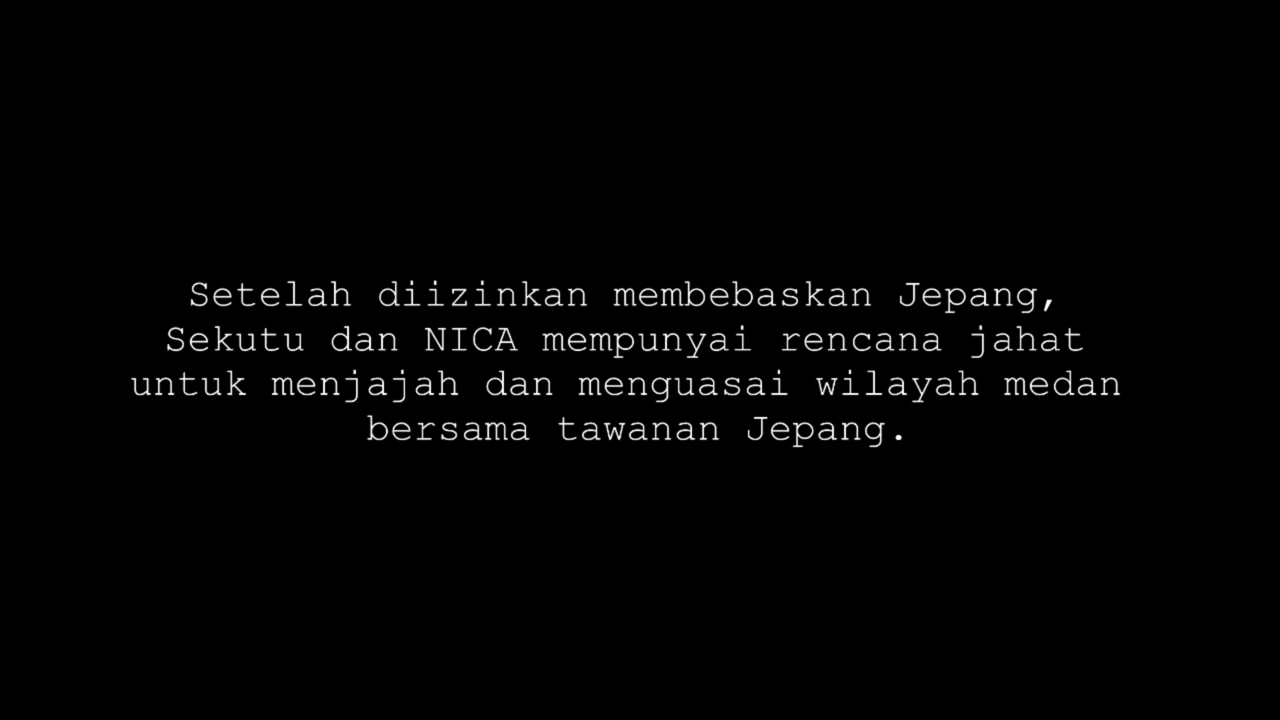 Setelah diizinkan membebaskan Jepang,
Sekutu dan NICA mempunyai rencana jahat
untuk menjajah dan menguasai wilayah medan
bersama tawanan Jepang.